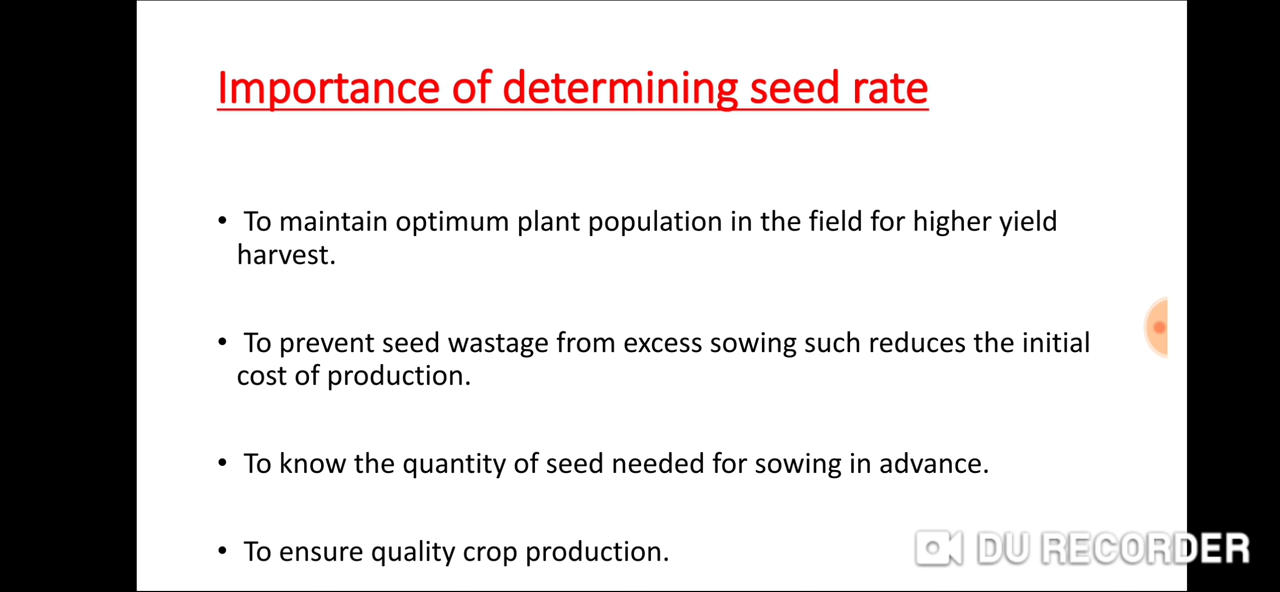 Importance of determining seed rate
• To maintain optimum plant population in the field for higher yield
harvest.
• To prevent seed wastage from excess sowing such reduces the initial
cost of production.
• To know the quantity of seed needed for sowing in advance.
• To ensure quality crop production.
DU RECORDER